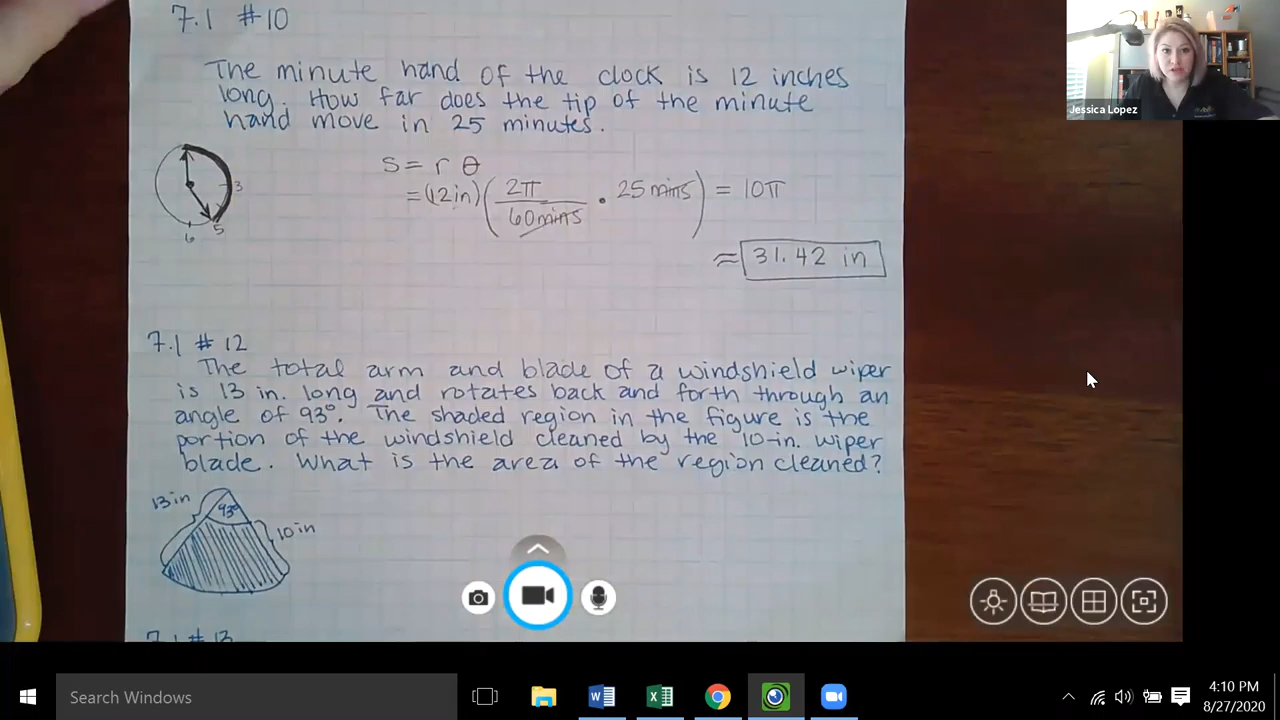 7.1 #10
The minute hand of the clock is 12 inches
long. How far does the tip of the minute
hand move in 25 minutes.
3
5
6
S = r θ
= (12in) (2π/60mins • 25mins) = 10π
≈ 31.42 in
7.1 #12
The total arm and blade of a windshield wiper
is 13 in. long and rotates back and forth through an
angle of 93°. The shaded region in the figure is the
portion of the windshield cleaned by the 10-in. wiper
blade. What is the area of the region cleaned?
13in
93°
10in
7.1 #13
Jessica Lopez
Search Windows
4:10 PM
8/27/2020